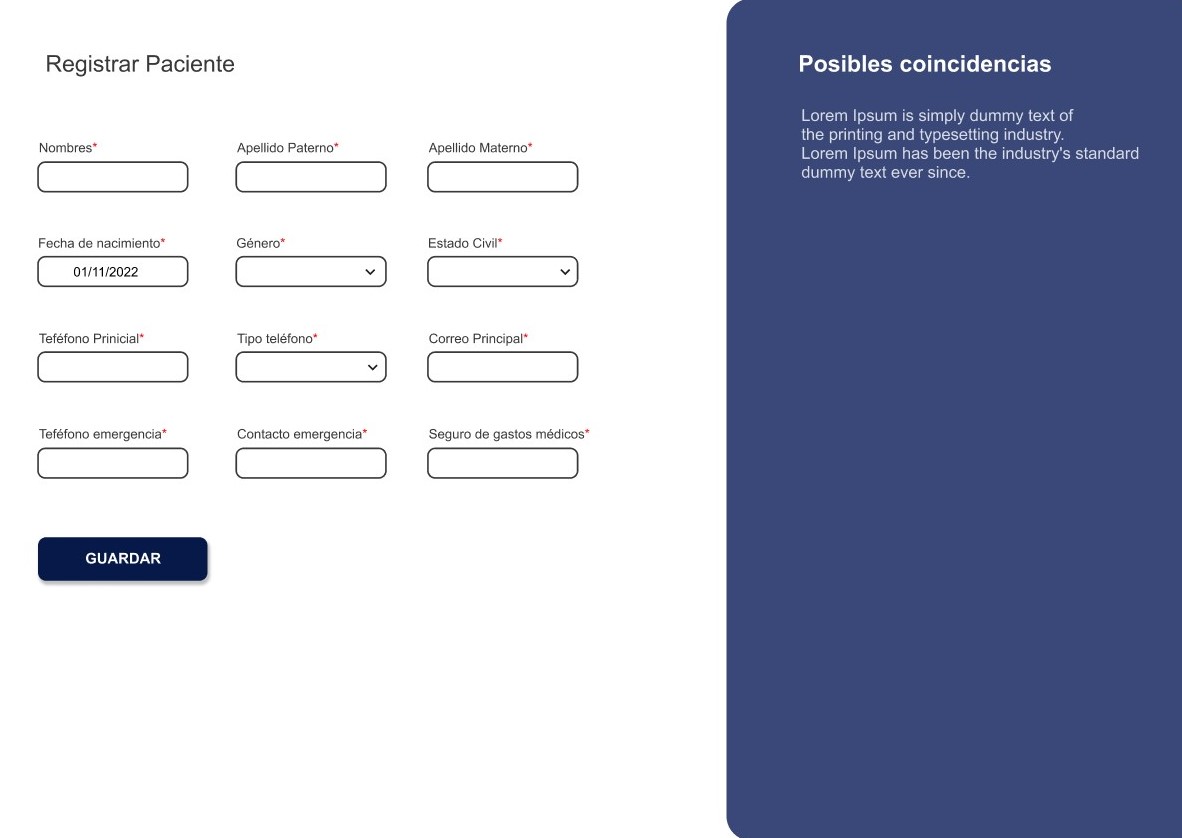 Registrar Paciente
Nombres* Apellido Paterno* Apellido Materno*
Fecha de nacimiento* Género* Estado Civil*
01/11/2022
Teféfono Prinicial* Tipo teléfono* Correo Principal*
Teféfono emergencia* Contacto emergencia* Seguro de gastos médicos*
GUARDAR
Posibles coincidencias
Lorem Ipsum is simply dummy text of
the printing and typesetting industry.
Lorem Ipsum has been the industry's standard
dummy text ever since.